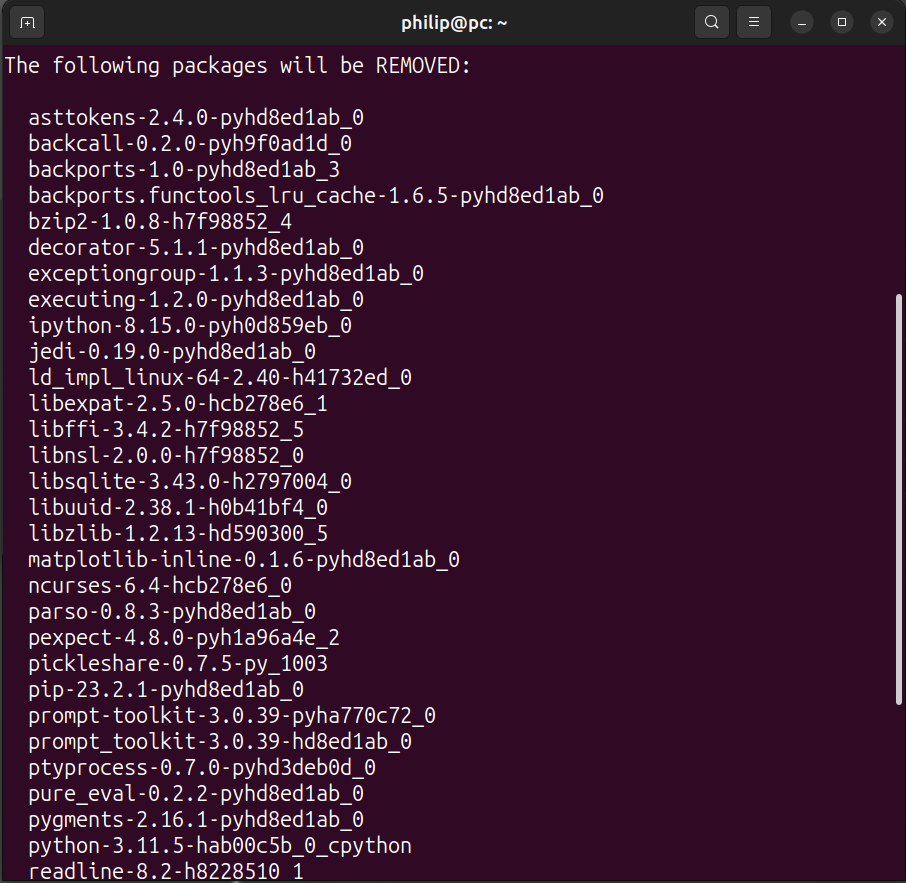 philip@pc: ~
The following packages will be REMOVED:
asttokens-2.4.0-pyhd8ed1ab_0
backcall-0.2.0-pyh9f0ad1d_0
backports-1.0-pyhd8ed1ab_3
backports.functools_lru_cache-1.6.5-pyhd8ed1ab_0
bzip2-1.0.8-h7f98852_4
decorator-5.1.1-pyhd8ed1ab_0
exceptiongroup-1.1.3-pyhd8ed1ab_0
executing-1.2.0-pyhd8ed1ab_0
ipython-8.15.0-pyh0d859eb_0
jedi-0.19.0-pyhd8ed1ab_0
ld_impl_linux-64-2.40-h41732ed_0
libexpat-2.5.0-hcb278e6_1
libffi-3.4.2-h7f98852_5
libnsl-2.0.0-h7f98852_0
libsqlite-3.43.0-h2797004_0
libuuid-2.38.1-h0b41bf4_0
libzlib-1.2.13-hd590300_5
matplotlib-inline-0.1.6-pyhd8ed1ab_0
ncurses-6.4-hcb278e6_0
parso-0.8.3-pyhd8ed1ab_0
pexpect-4.8.0-pyh1a96a4e_2
pickleshare-0.7.5-py_1003
pip-23.2.1-pyhd8ed1ab_0
prompt-toolkit-3.0.39-pyha770c72_0
prompt_toolkit-3.0.39-hd8ed1ab_0
ptyprocess-0.7.0-pyhd3deb0d_0
pure_eval-0.2.2-pyhd8ed1ab_0
pygments-2.16.1-pyhd8ed1ab_0
python-3.11.5-hab00c5b_0_cpython
readline-8.2-h8228510_1